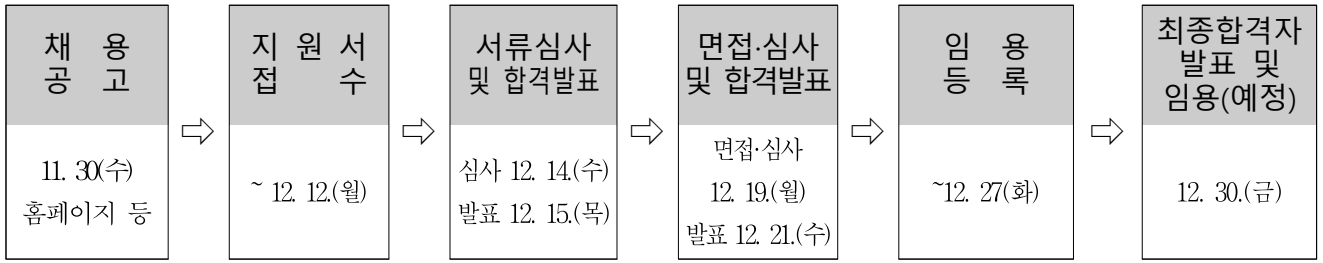 채 용
공 고
11. 30(수)
홈페이지 등
지 원 서
접 수
~ 12. 12.(월)
서류심사
및 합격발표
심사 12. 14.(수)
발표 12. 15.(목)
면접·심사
및 합격발표
면접·심사
12. 19.(월)
발표 12. 21.(수)
임 용
등 록
~12. 27(화)
최종합격자
발표 및
임용(예정)
12. 30.(금)